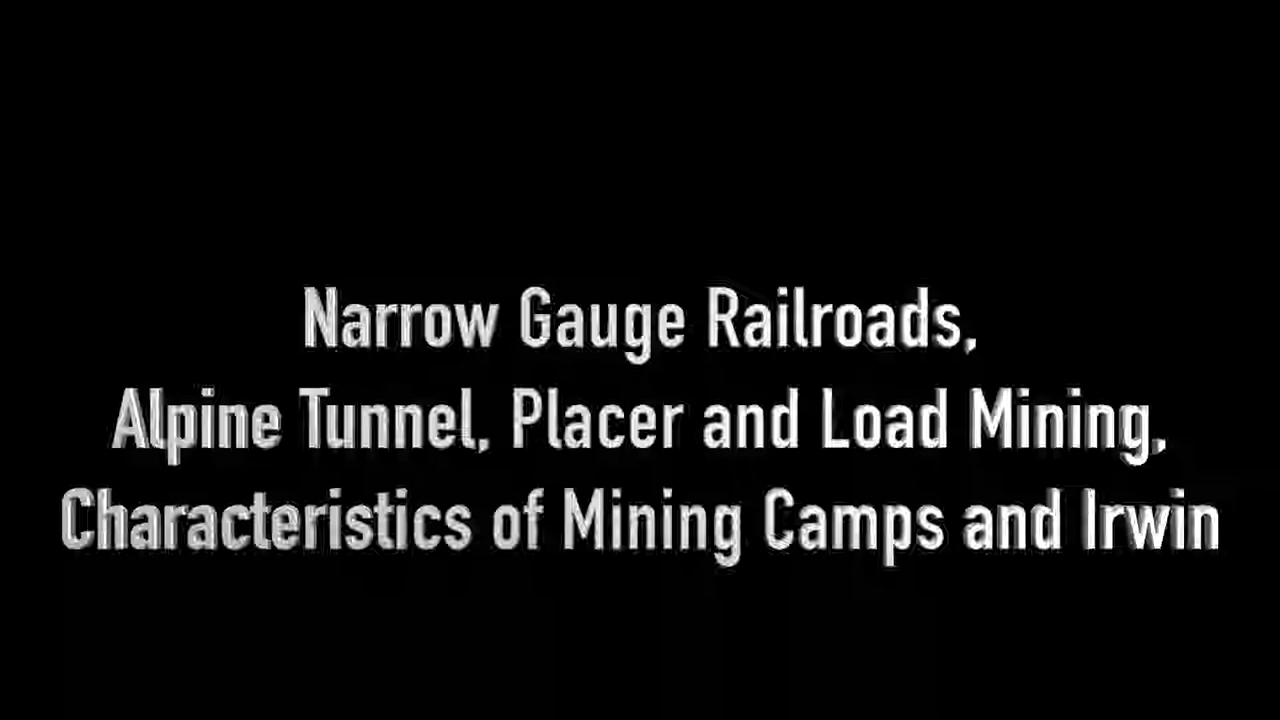 Narrow Gauge Railroads,
Alpine Tunnel, Placer and Load Mining,
Characteristics of Mining Camps and Irwin